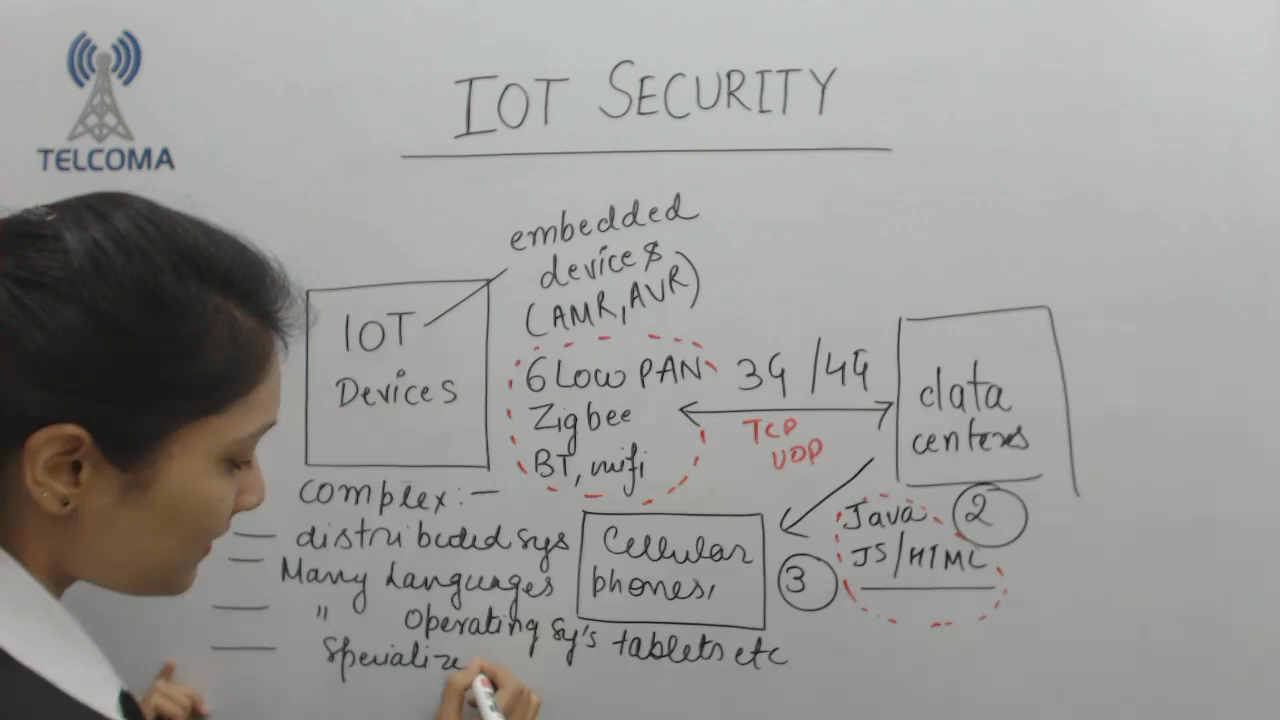 TELCOMA
IOT SECURITY
embedded
devices
(AMR, AVR)
IOT
Devices
6LowPAN
Zigbee
BT, wifi
3G / 4G
TCP
UDP
data
centers
2
Java
JS/HTML
Cellular
phones,
tablets etc
3
complex:-
— distributed sys
— Many Languages
— " Operating sy's
— Specialize